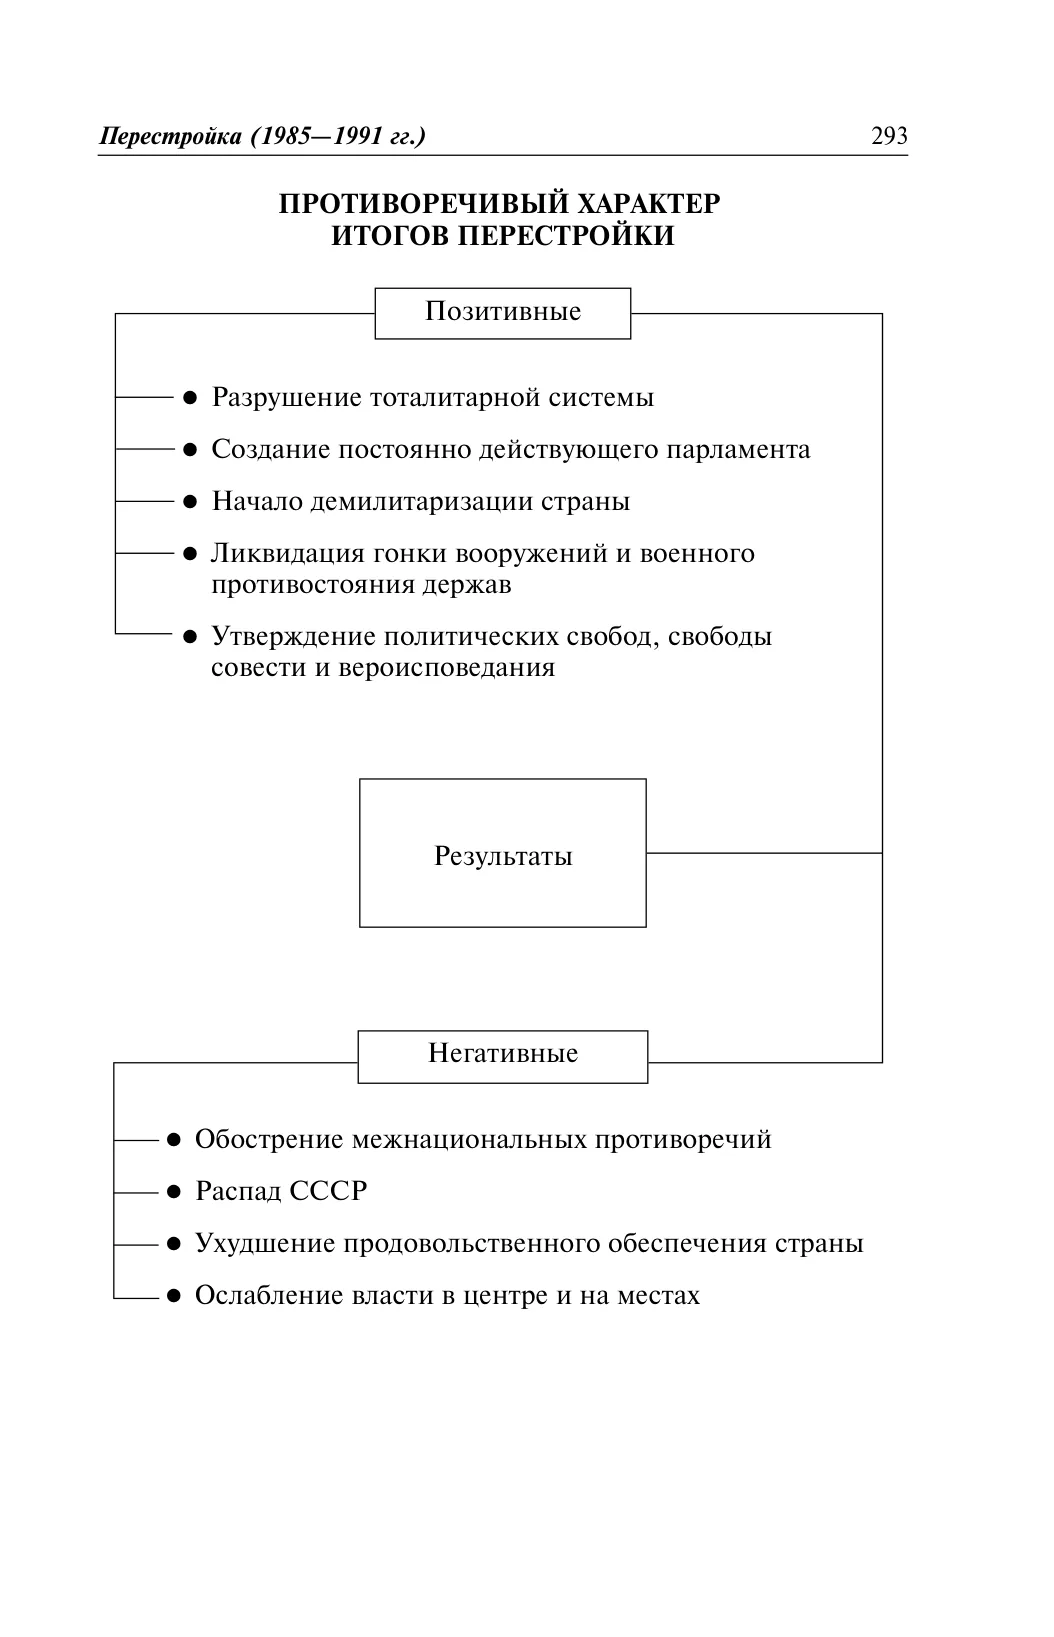 Перестройка (1985—1991 гг.) 293
ПРОТИВОРЕЧИВЫЙ ХАРАКТЕР
ИТОГОВ ПЕРЕСТРОЙКИ
Позитивные
● Разрушение тоталитарной системы
● Создание постоянно действующего парламента
● Начало демилитаризации страны
● Ликвидация гонки вооружений и военного
противостояния держав
● Утверждение политических свобод, свободы
совести и вероисповедания
Результаты
Негативные
● Обострение межнациональных противоречий
● Распад СССР
● Ухудшение продовольственного обеспечения страны
● Ослабление власти в центре и на местах